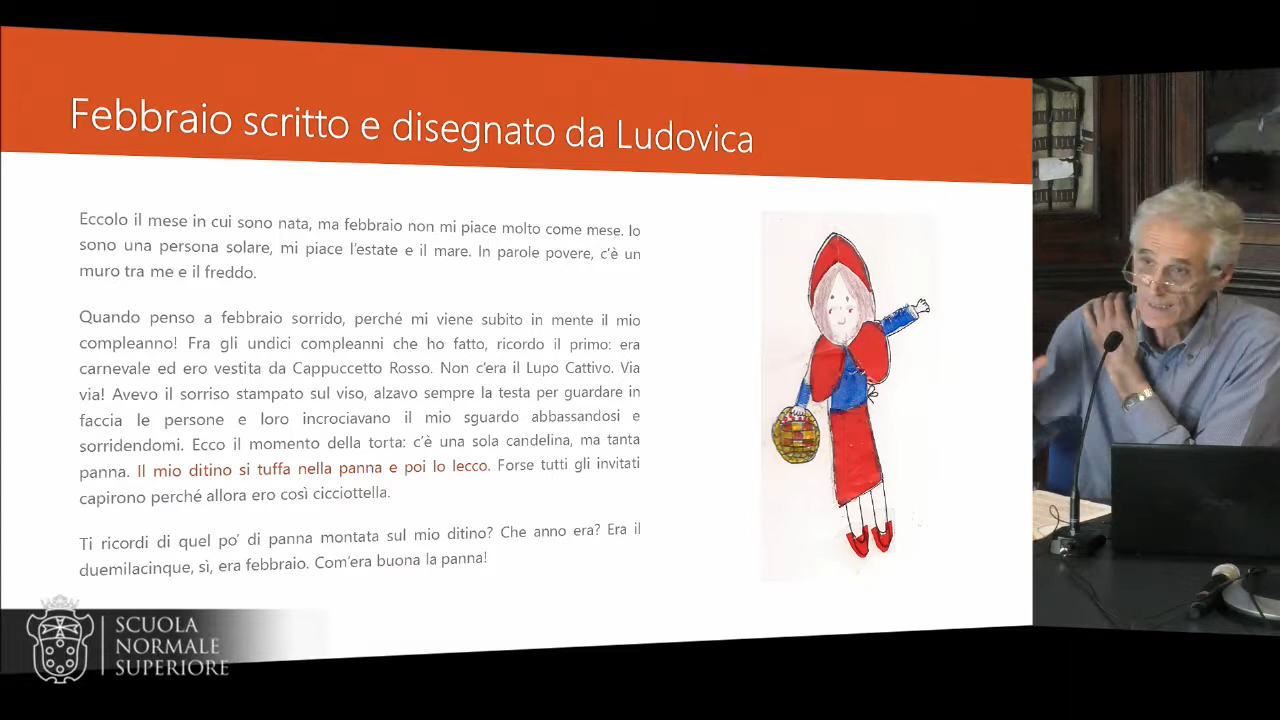 Febbraio scritto e disegnato da Ludovica
Eccolo il mese in cui sono nata, ma febbraio non mi piace molto come mese. Io
sono una persona solare, mi piace l'estate e il mare. In parole povere, c'è un
muro tra me e il freddo.
Quando penso a febbraio sorrido, perché mi viene subito in mente il mio
compleanno! Fra gli undici compleanni che ho fatto, ricordo il primo: era
carnevale ed ero vestita da Cappuccetto Rosso. Non c'era il Lupo Cattivo. Via
via! Avevo il sorriso stampato sul viso, alzavo sempre la testa per guardare in
faccia le persone e loro incrociavano il mio sguardo abbassandosi e
sorridendomi. Ecco il momento della torta: c'è una sola candelina, ma tanta
panna. Il mio ditino si tuffa nella panna e poi lo lecco. Forse tutti gli invitati
capirono perché allora ero così cicciottella.
Ti ricordi di quel po' di panna montata sul mio ditino? Che anno era? Era il
duemilacinque, sì, era febbraio. Com'era buona la panna!
SCUOLA
NORMALE
SUPERIORE